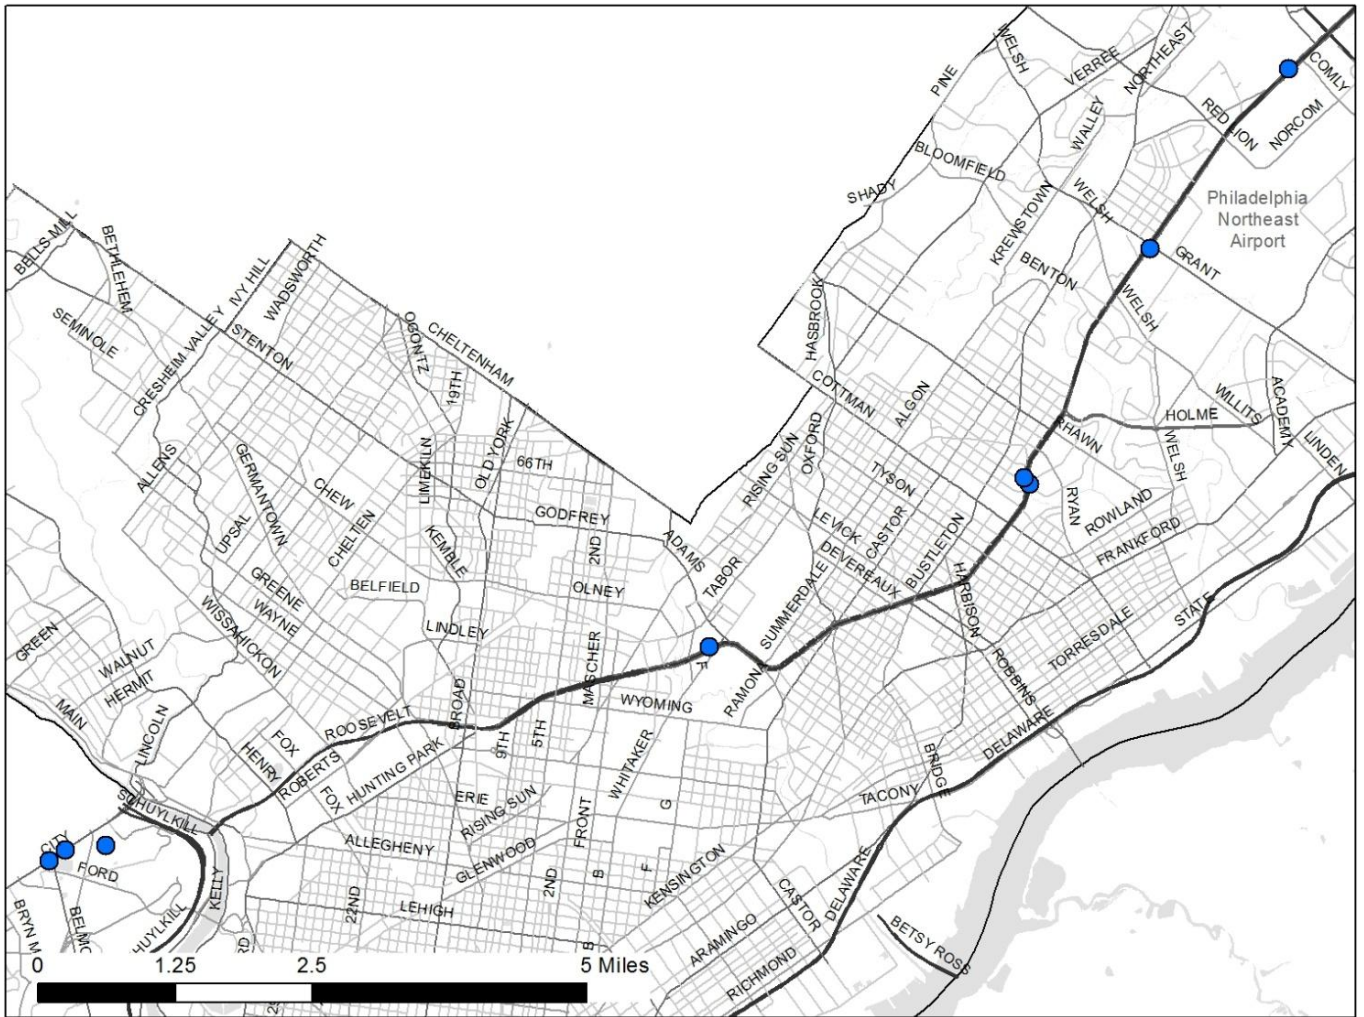 WELSH
VERREE
NORTHEAST
COMLY
PINE
RED LION
NORCOM
WALLEY
BLOOMFIELD
SHADY
WELSH
KREWSTOWN
Philadelphia
Northeast
Airport
BELLS MILL
BETHLEHEM
IVY HILL
WADSWORTH
BENTON
GRANT
WELSH
SEMINOLE
CRESHEIM VALLEY
STENTON
OGONTZ
CHELTENHAM
HASBROOK
19TH
COTTMAN
ALGON
WILLITS
ACADEMY
HOLME
RHAWN
WELSH
LINDEN
ALLENS
GERMANTOWN
LIMEKILN
OLD YORK
66TH
RISING SUN
OXFORD
TYSON
CHEW
UPSAL
CHELTEN
GODFREY
LEVICK
CASTOR
RYAN
ROWLAND
FRANKFORD
KEMBLE
2ND
ADAMS
DEVEREAUX
BUSTLETON
GREENE
BELFIELD
OLNEY
TABOR
SUMMERDALE
HARBISON
WAYNE
WISSAHICKON
LINDLEY
STATE
TORRESDALE
GREEN
WALNUT
HERMIT
MASCHER
F
RAMONA
ROBBINS
MAIN
LINCOLN
ROOSEVELT
BROAD
WYOMING
DELAWARE
FOX
HENRY
ROBERTS
HUNTING PARK
9TH
5TH
WHITAKER
BRIDGE
SCHUYLKILL
FOX
ERIE
RISING SUN
FRONT
G
TACONY
CITY
FORD
ALLEGHENY
GLENWOOD
KELLY
22ND
LEHIGH
2ND
B
F
KENSINGTON
CASTOR
DELAWARE
BRYN M
BELMO
HUYLKILL
RD
B
ARAMINGO
BETSY ROSS
RICHMOND
0 1.25 2.5 5 Miles